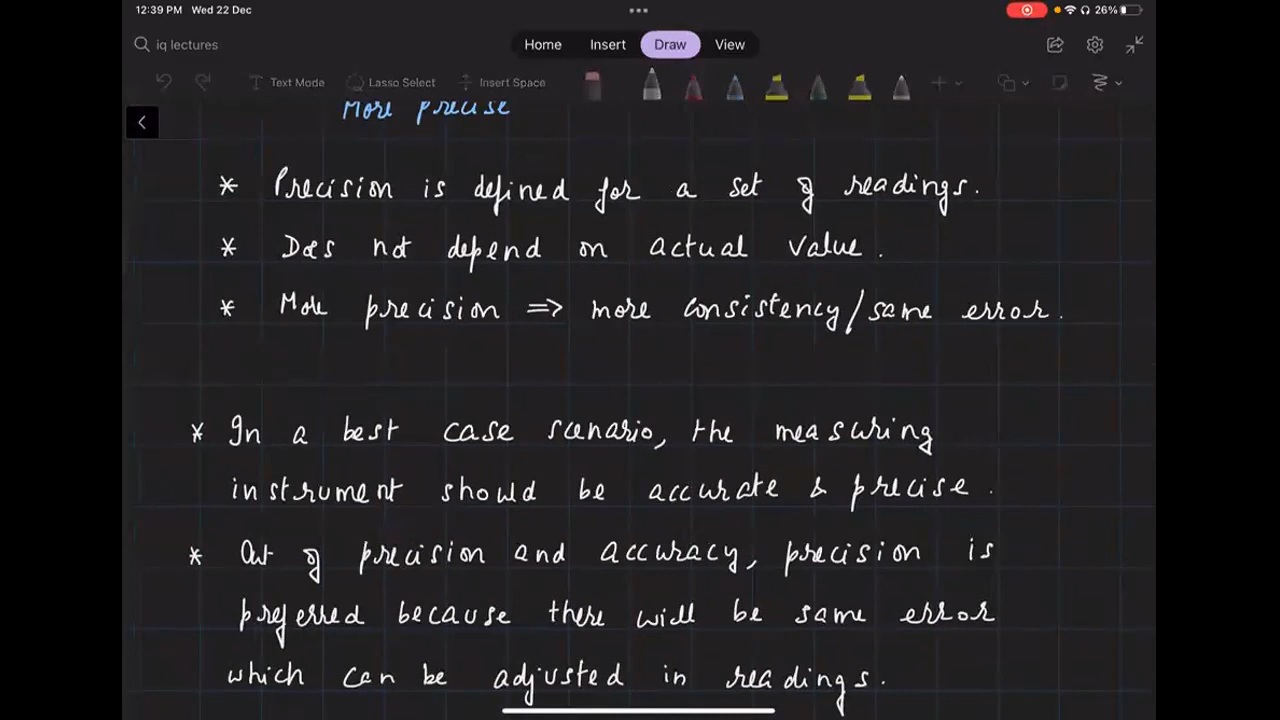 12:39 PM Wed 22 Dec
26%
iq lectures
Home Insert Draw View
Text Mode Lasso Select Insert Space
More precise
* Precision is defined for a set of readings.
* Does not depend on actual value.
* More precision => more consistency/same error.
* In a best case scenario, the measuring
instrument should be accurate & precise.
* Out of precision and accuracy, precision is
preferred because there will be same error
which can be adjusted in readings.